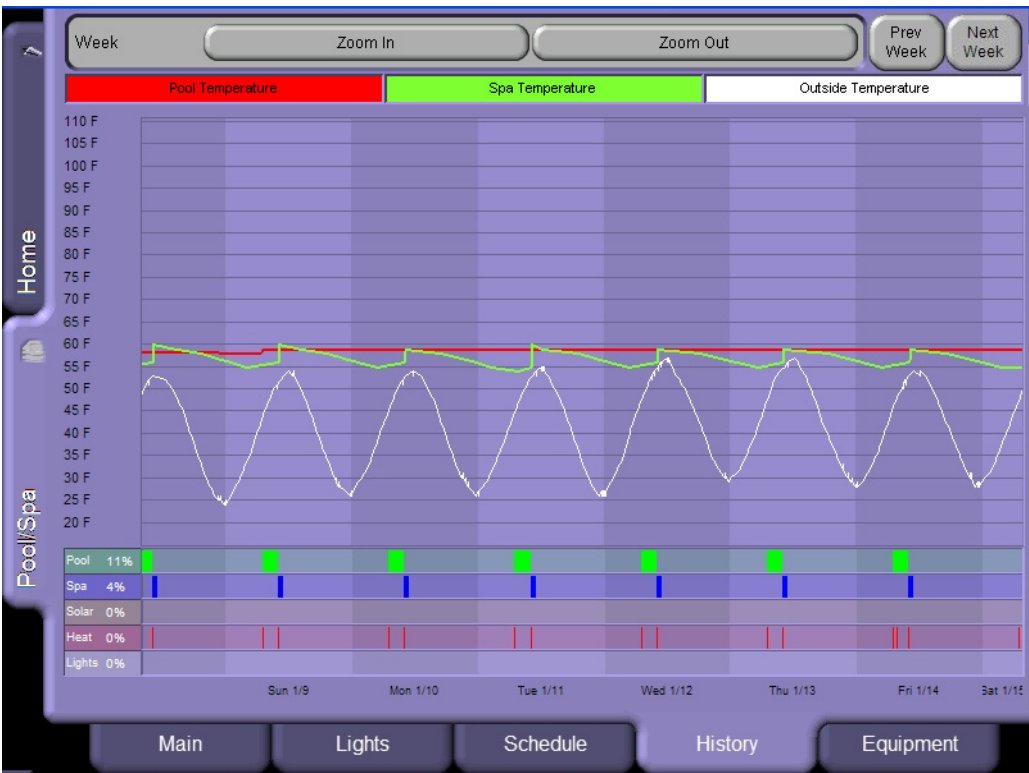 Week
Zoom In
Zoom Out
Prev
Week
Next
Week
Pool Temperature
Spa Temperature
Outside Temperature
110 F
105 F
100 F
95 F
90 F
85 F
80 F
75 F
70 F
65 F
60 F
55 F
50 F
45 F
40 F
35 F
30 F
25 F
20 F
Home
Pool/Spa
Pool 11%
Spa 4%
Solar 0%
Heat 0%
Lights 0%
Sun 1/9
Mon 1/10
Tue 1/11
Wed 1/12
Thu 1/13
Fri 1/14
Sat 1/15
Main
Lights
Schedule
History
Equipment